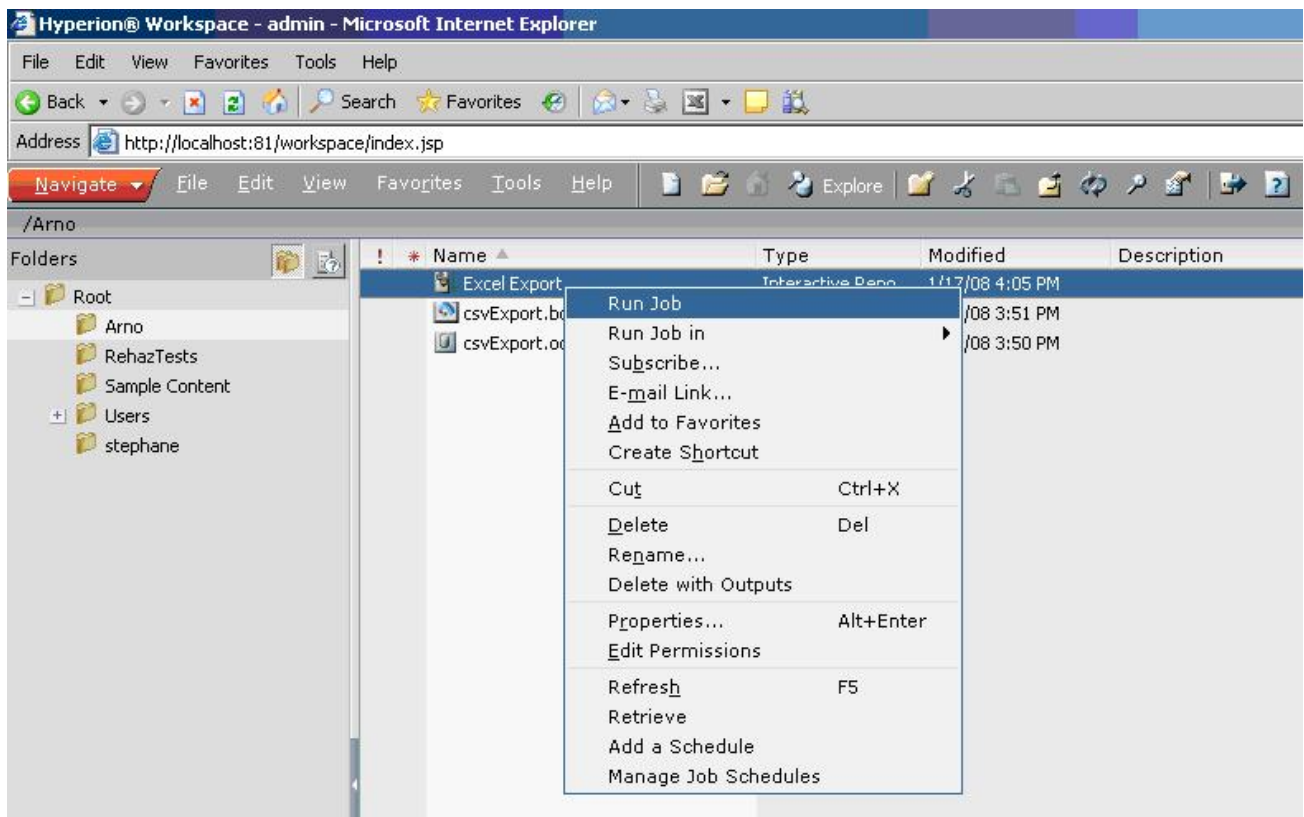 Hyperion® Workspace - admin - Microsoft Internet Explorer
File Edit View Favorites Tools Help
Back Search Favorites
Address http://localhost:81/workspace/index.jsp
Navigate File Edit View Favorites Tools Help Explore
/Arno
Folders ! * Name Type Modified Description
Root
Arno
RehazTests
Sample Content
Users
stephane
Excel Export Interactive Repo 1/17/08 4:05 PM
csvExport.bq /08 3:51 PM
csvExport.oc /08 3:50 PM
Run Job
Run Job in
Subscribe...
E-mail Link...
Add to Favorites
Create Shortcut
Cut Ctrl+X
Delete Del
Rename...
Delete with Outputs
Properties... Alt+Enter
Edit Permissions
Refresh F5
Retrieve
Add a Schedule
Manage Job Schedules